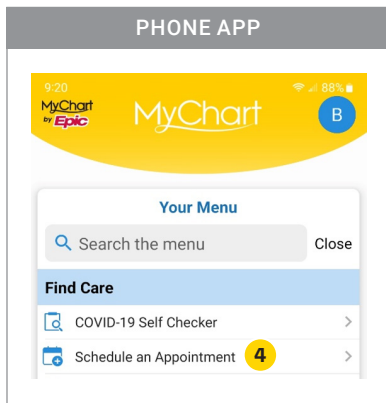 PHONE APP
9:20 88%
MyChart MyChart B
by Epic
Your Menu
Search the menu Close
Find Care
COVID-19 Self Checker
Schedule an Appointment 4